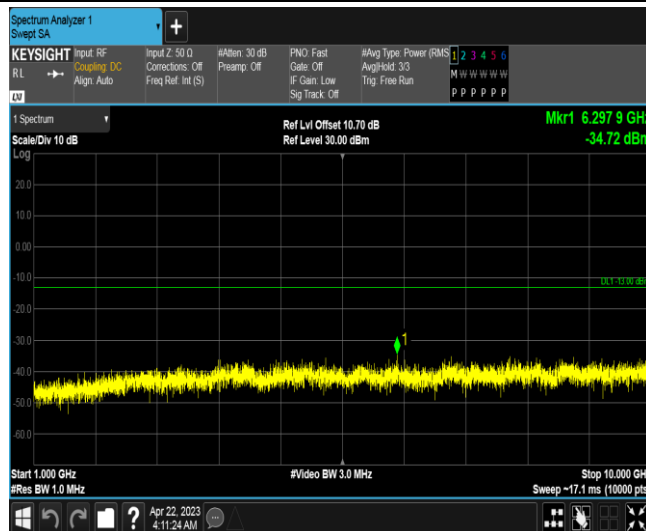 Spectrum Analyzer 1
Swept SA
+
KEYSIGHT
RL
LXI
Input: RF
Coupling: DC
Align: Auto
Input Z: 50 Ω
Corrections: Off
Freq Ref: Int (S)
#Atten: 30 dB
Preamp: Off
PNO: Fast
Gate: Off
IF Gain: Low
Sig Track: Off
#Avg Type: Power (RMS
Avg|Hold: 3/3
Trig: Free Run
1 2 3 4 5 6
M W W W W W
P P P P P P
1 Spectrum
Scale/Div 10 dB
Log
Ref Lvl Offset 10.70 dB
Ref Level 30.00 dBm
Mkr1 6.297 9 GHz
-34.72 dBm
20.0
10.0
0.00
-10.0
-20.0
-30.0
-40.0
-50.0
-60.0
DL1 -13.00 dBm
1
Start 1.000 GHz
#Res BW 1.0 MHz
#Video BW 3.0 MHz
Stop 10.000 GHz
Sweep ~17.1 ms (10000 pts
?
Apr 22, 2023
4:11:24 AM